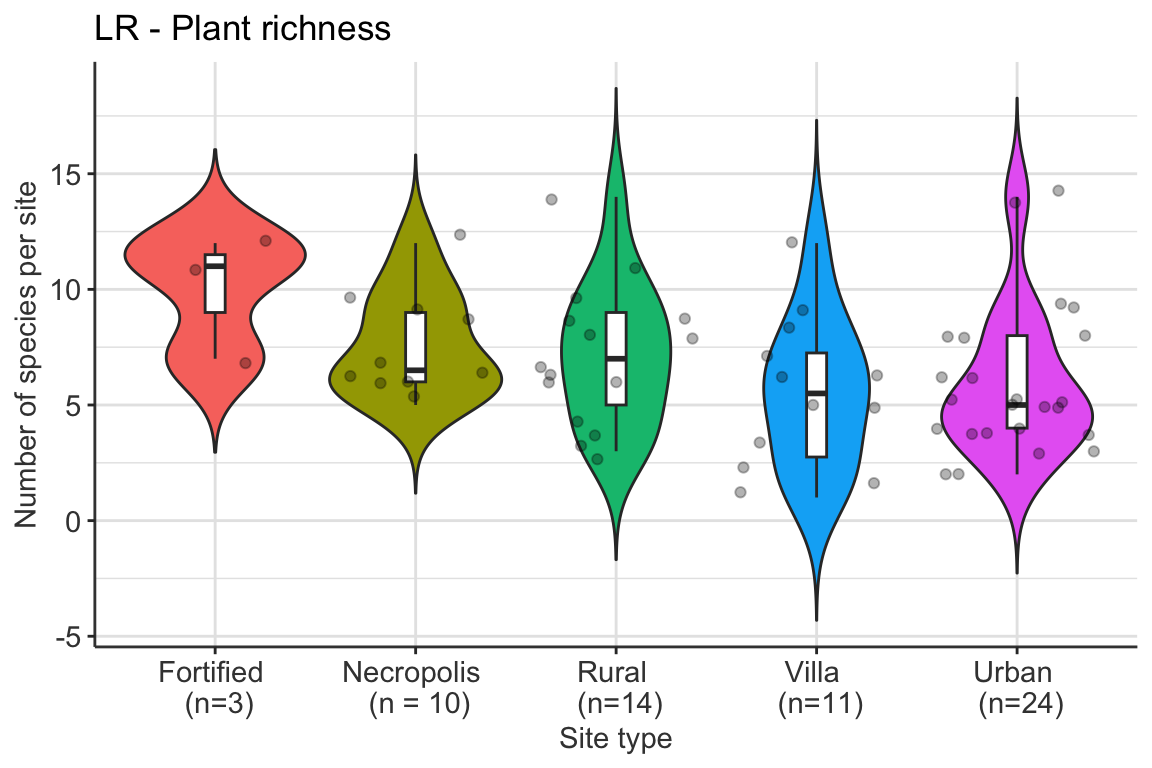 LR - Plant richness
Number of species per site
15
10
5
0
-5
Fortified Necropolis Rural Villa Urban
(n=3) (n = 10) (n=14) (n=11) (n=24)
Site type